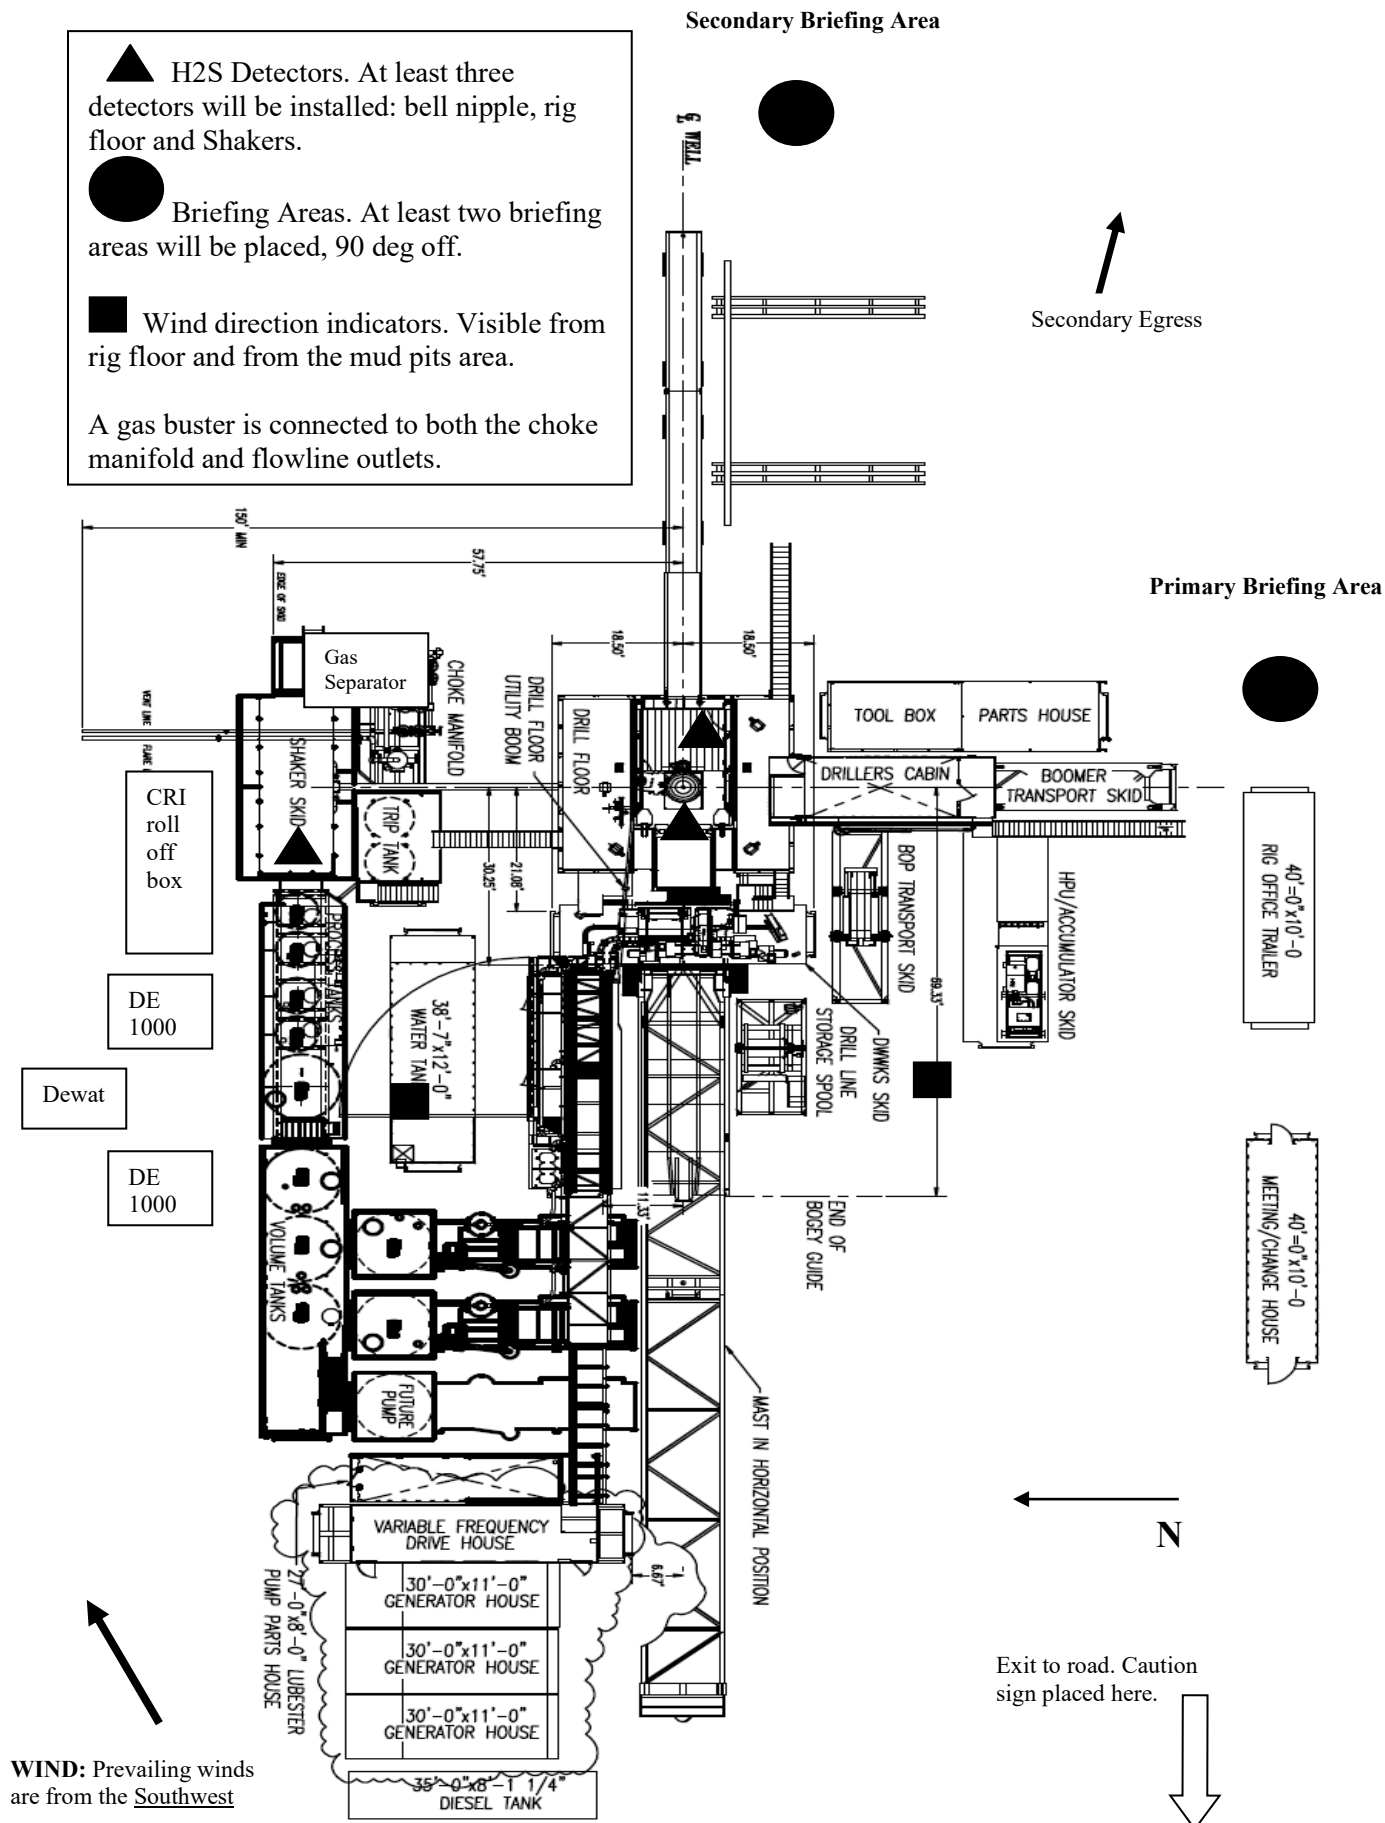 Secondary Briefing Area
H2S Detectors. At least three
detectors will be installed: bell nipple, rig
floor and Shakers.
Briefing Areas. At least two briefing
areas will be placed, 90 deg off.
Wind direction indicators. Visible from
rig floor and from the mud pits area.
A gas buster is connected to both the choke
manifold and flowline outlets.
℄ WELL
Secondary Egress
150' MIN
57.75'
EDGE OF SKID
Primary Briefing Area
18.50'
18.50'
Gas
Separator
CHOKE MANIFOLD
DRILL FLOOR
UTILITY BOOM
DRILL FLOOR
TOOL BOX
PARTS HOUSE
VENT LINE
FLARE
SHAKER SKID
DRILLERS CABIN
BOOMER
TRANSPORT SKID
CRI
roll
off
box
TRIP TANK
30.25'
21.08'
BOP TRANSPORT SKID
HPU/ACCUMULATOR SKID
40'=0"x10'-0
RIG OFFICE TRAILER
TANKS
DE
1000
38'-7"x12'-0"
WATER TAN
DRILL LINE
STORAGE SPOOL
DWWKS SKID
69.33'
Dewat
DE
1000
VOLUME TANKS
11.33'
END OF
BOGEY GUIDE
40'=0"x10'-0
MEETING/CHANGE HOUSE
FUTURE
PUMP
MAST IN HORIZONTAL POSITION
N
VARIABLE FREQUENCY
DRIVE HOUSE
6.67'
27'-0"x8'-0" LUBESTER
PUMP PARTS HOUSE
30'-0"x11'-0"
GENERATOR HOUSE
30'-0"x11'-0"
GENERATOR HOUSE
30'-0"x11'-0"
GENERATOR HOUSE
Exit to road. Caution
sign placed here.
WIND: Prevailing winds
are from the Southwest
35'-0"x8'-1 1/4"
DIESEL TANK